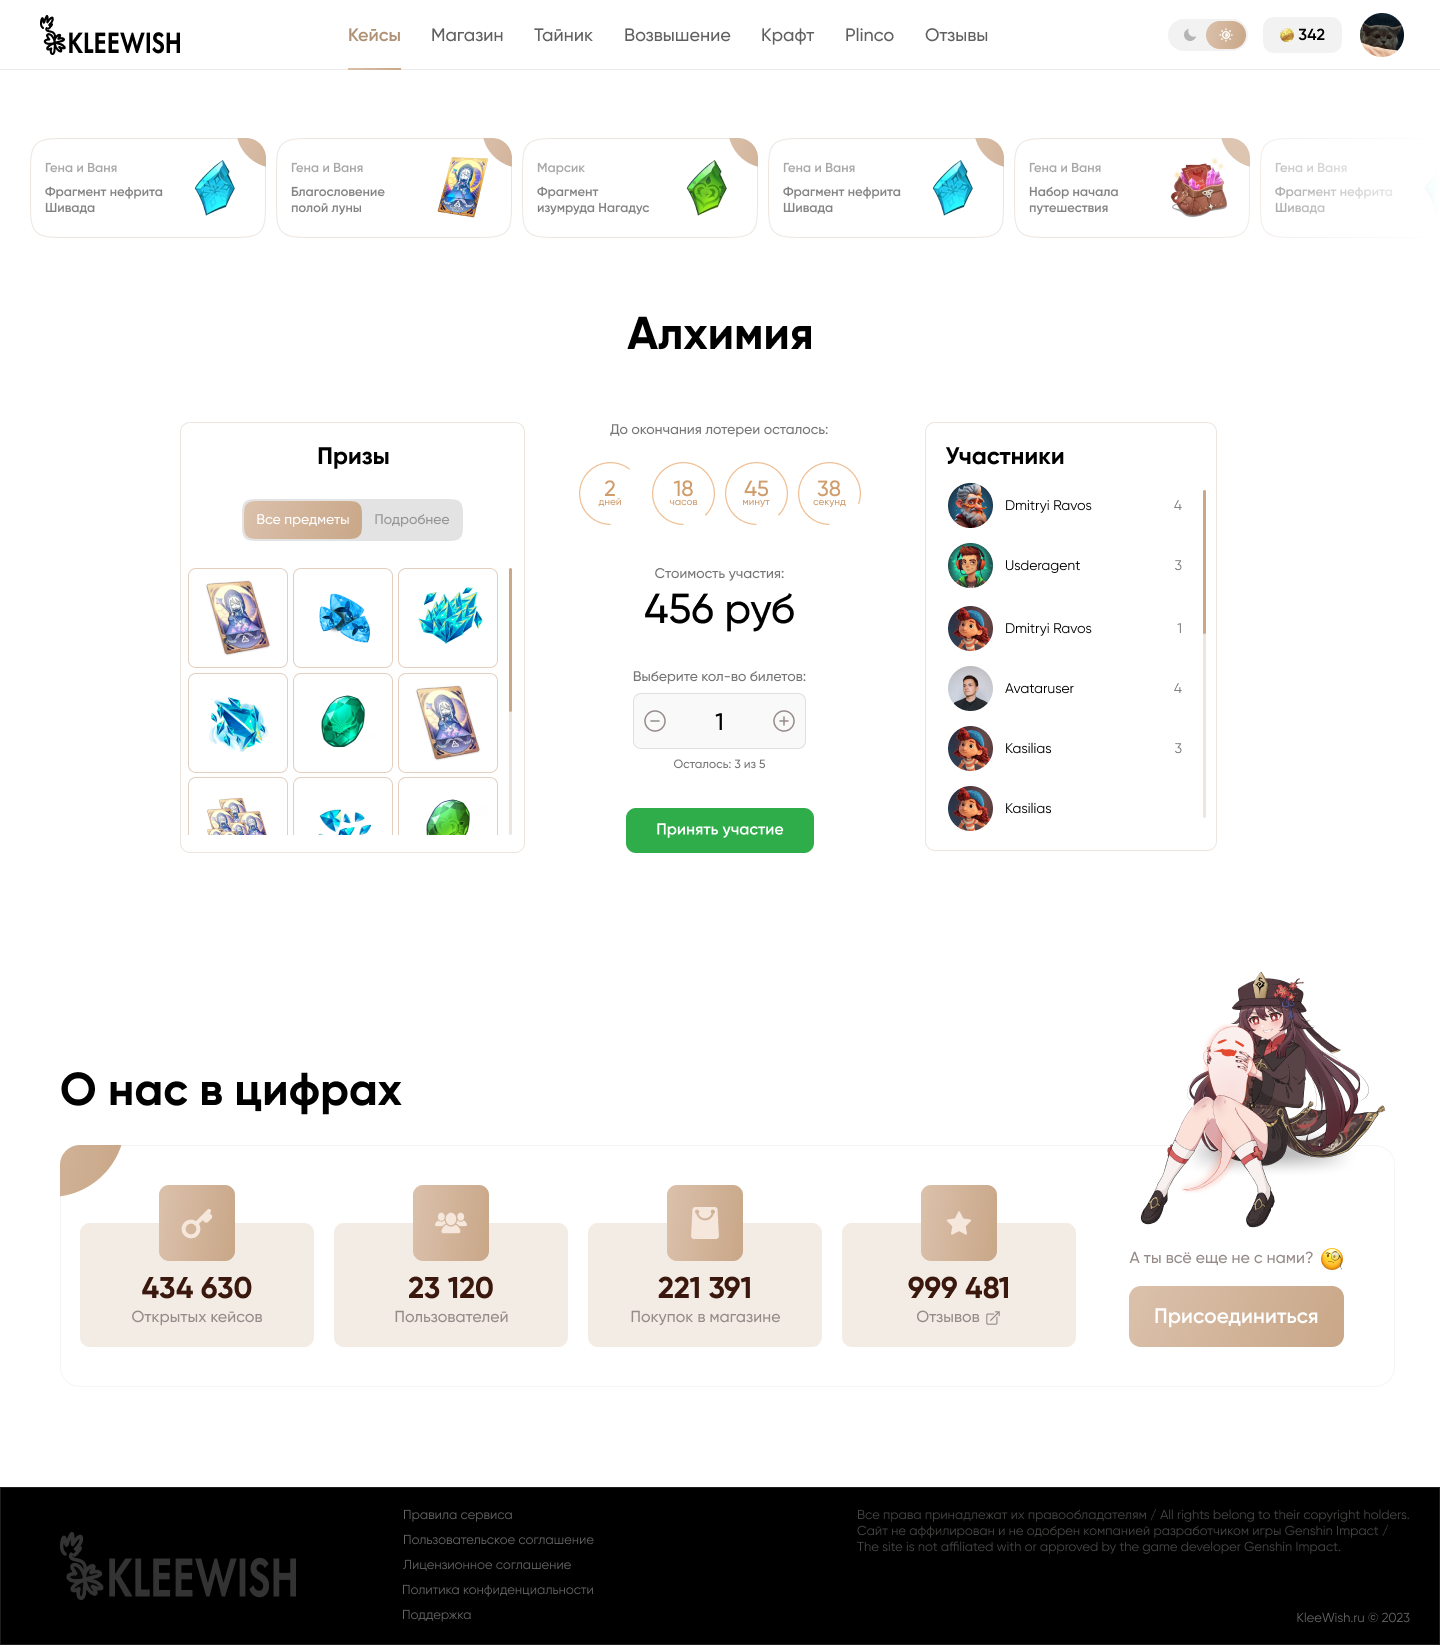 KLEEWISH
Кейсы
Магазин
Тайник
Возвышение
Крафт
Plinco
Отзывы
342
Гена и Ваня
Фрагмент нефрита
Шивада
Гена и Ваня
Благословение
полой луны
Марсик
Фрагмент
изумруда Нагадус
Гена и Ваня
Фрагмент нефрита
Шивада
Гена и Ваня
Набор начала
путешествия
Гена и Ваня
Фрагмент нефрита
Шивада
Алхимия
Призы
Все предметы
Подробнее
До окончания лотереи осталось:
2
дней
18
часов
45
минут
38
секунд
Стоимость участия:
456 руб
Выберите кол-во билетов:
1
Осталось: 3 из 5
Принять участие
Участники
Dmitryi Ravos 4
Usderagent 3
Dmitryi Ravos 1
Avataruser 4
Kasilias 3
Kasilias
О нас в цифрах
434 630
Открытых кейсов
23 120
Пользователей
221 391
Покупок в магазине
999 481
Отзывов
А ты всё еще не с нами?
Присоединиться
KLEEWISH
Правила сервиса
Пользовательское соглашение
Лицензионное соглашение
Политика конфиденциальности
Поддержка
Все права принадлежат их правообладателям / All rights belong to their copyright holders.
Сайт не аффилирован и не одобрен компанией разработчиком игры Genshin Impact /
The site is not affiliated with or approved by the game developer Genshin Impact.
KleeWish.ru © 2023